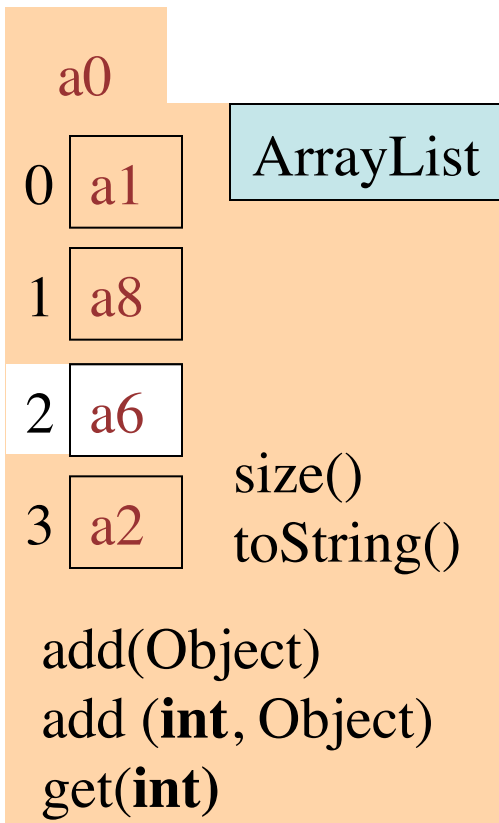 a0
ArrayList
0 a1
1 a8
2 a6
3 a2
size()
toString()
add(Object)
add (int, Object)
get(int)